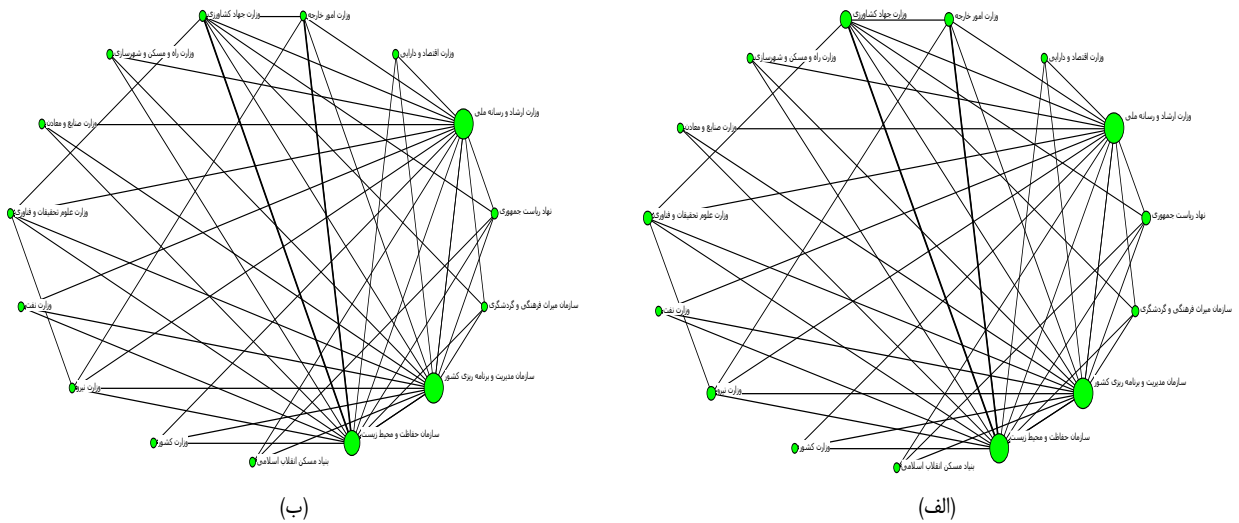 وزارت جهاد کشاورزی
وزارت امور خارجه
وزارت راه و مسکن و شهرسازی
وزارت اقتصاد و دارایی
وزارت ارشاد و رسانه ملی
وزارت صنایع و معادن
وزارت علوم تحقیقات و فناوری
نهاد ریاست جمهوری
وزارت نفت
سازمان میراث فرهنگی و گردشگری
وزارت نیرو
سازمان مدیریت و برنامه ریزی کشور
سازمان حفاظت و محیط زیست
وزارت کشور
بنیاد مسکن انقلاب اسلامی
(الف)
وزارت جهاد کشاورزی
وزارت امور خارجه
وزارت راه و مسکن و شهرسازی
وزارت اقتصاد و دارایی
وزارت ارشاد و رسانه ملی
وزارت صنایع و معادن
وزارت علوم تحقیقات و فناوری
نهاد ریاست جمهوری
وزارت نفت
سازمان میراث فرهنگی و گردشگری
وزارت نیرو
سازمان مدیریت و برنامه ریزی کشور
سازمان حفاظت و محیط زیست
وزارت کشور
بنیاد مسکن انقلاب اسلامی
(ب)